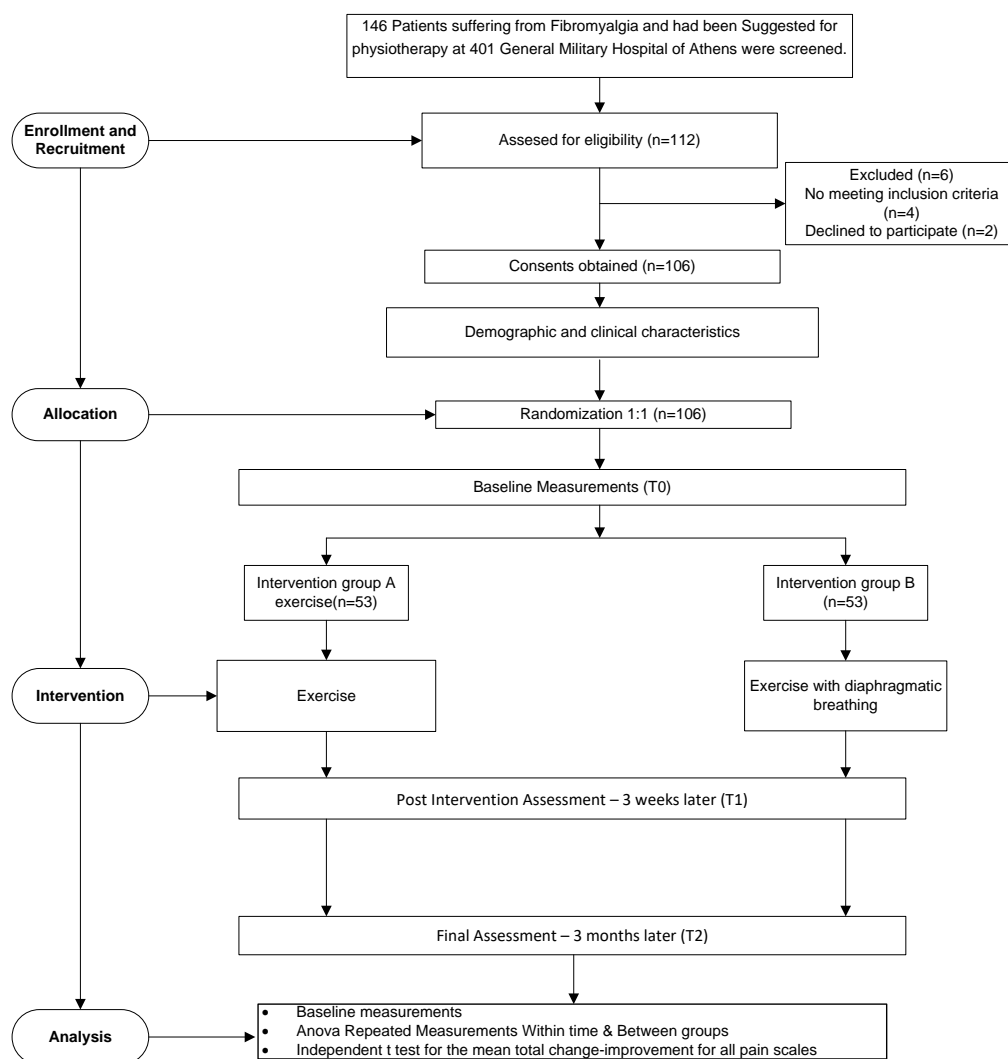 146 Patients suffering from Fibromyalgia and had been Suggested for
physiotherapy at 401 General Military Hospital of Athens were screened.
Enrollment and
Recruitment
Assesed for eligibility (n=112)
Excluded (n=6)
No meeting inclusion criteria
(n=4)
Declined to participate (n=2)
Consents obtained (n=106)
Demographic and clinical characteristics
Allocation
Randomization 1:1 (n=106)
Baseline Measurements (T0)
Intervention group A
exercise(n=53)
Intervention group B
(n=53)
Intervention
Exercise
Exercise with diaphragmatic
breathing
Post Intervention Assessment – 3 weeks later (T1)
Final Assessment – 3 months later (T2)
Analysis
• Baseline measurements
• Anova Repeated Measurements Within time & Between groups
• Independent t test for the mean total change-improvement for all pain scales